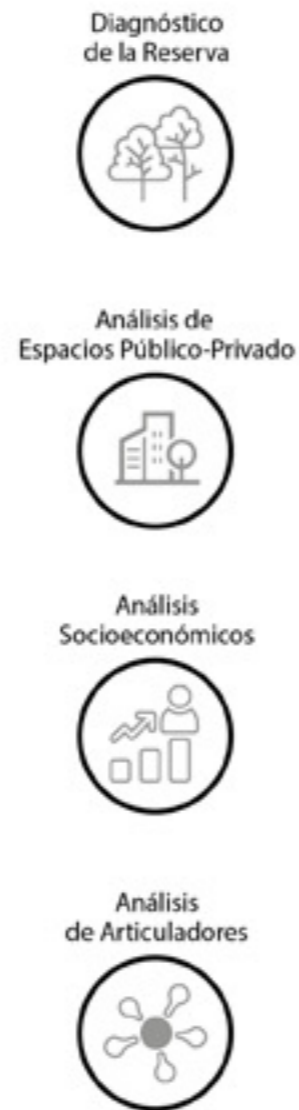 Diagnóstico
de la Reserva
Análisis de
Espacios Público-Privado
Análisis
Socioeconómicos
Análisis
de Articuladores